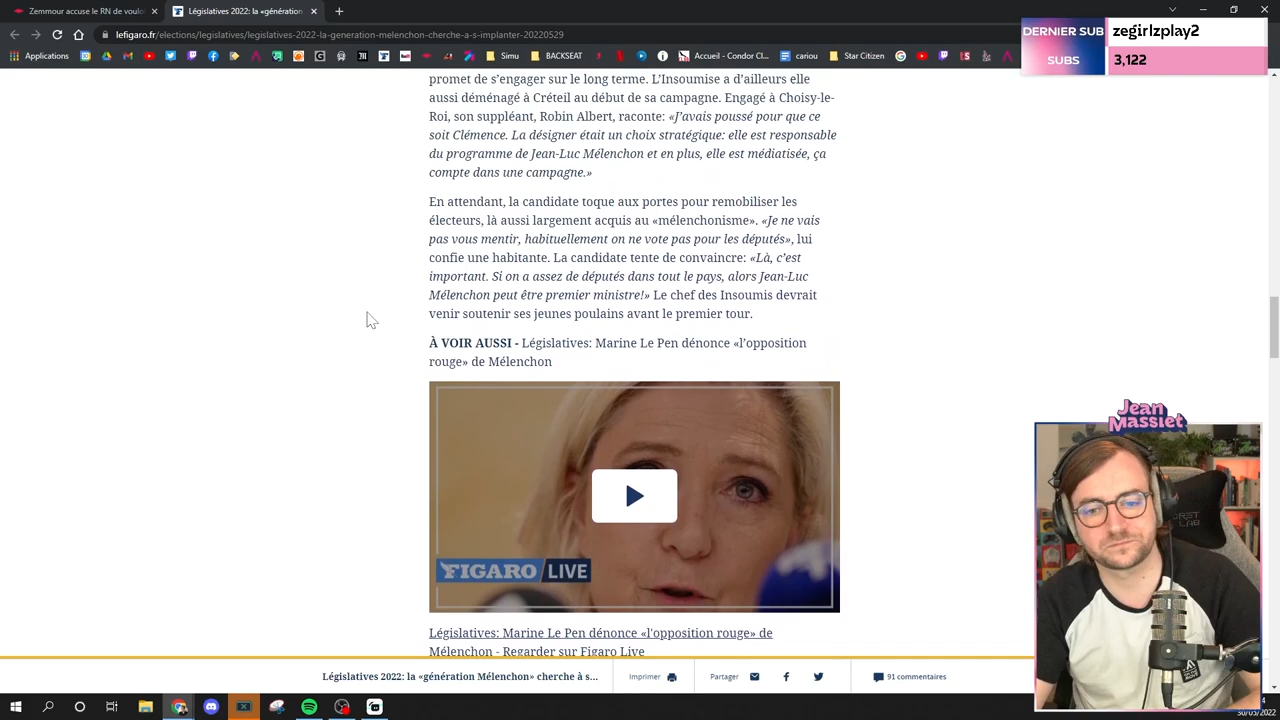 Zemmour accuse le RN de vouloi
Législatives 2022: la «génération
lefigaro.fr/elections/legislatives/legislatives-2022-la-generation-melenchon-cherche-a-s-implanter-20220529
Applications
Simu
BACKSEAT
Accueil - Condor Cl...
cariou
Star Citizen
DERNIER SUB
zegirlzplay2
SUBS
3,122
promet de s’engager sur le long terme. L’Insoumise a d’ailleurs elle
aussi déménagé à Créteil au début de sa campagne. Engagé à Choisy-le-
Roi, son suppléant, Robin Albert, raconte: «J’avais poussé pour que ce
soit Clémence. La désigner était un choix stratégique: elle est responsable
du programme de Jean-Luc Mélenchon et en plus, elle est médiatisée, ça
compte dans une campagne.»
En attendant, la candidate toque aux portes pour remobiliser les
électeurs, là aussi largement acquis au «mélenchonisme». «Je ne vais
pas vous mentir, habituellement on ne vote pas pour les députés», lui
confie une habitante. La candidate tente de convaincre: «Là, c’est
important. Si on a assez de députés dans tout le pays, alors Jean-Luc
Mélenchon peut être premier ministre!» Le chef des Insoumis devrait
venir soutenir ses jeunes poulains avant le premier tour.
À VOIR AUSSI - Législatives: Marine Le Pen dénonce «l’opposition
rouge» de Mélenchon
FIGARO LIVE
Législatives: Marine Le Pen dénonce «l'opposition rouge» de
Mélenchon - Regarder sur Figaro Live
Législatives 2022: la «génération Mélenchon» cherche à s...
Imprimer
Partager
91 commentaires
Jean
Massiet
30/05/2022